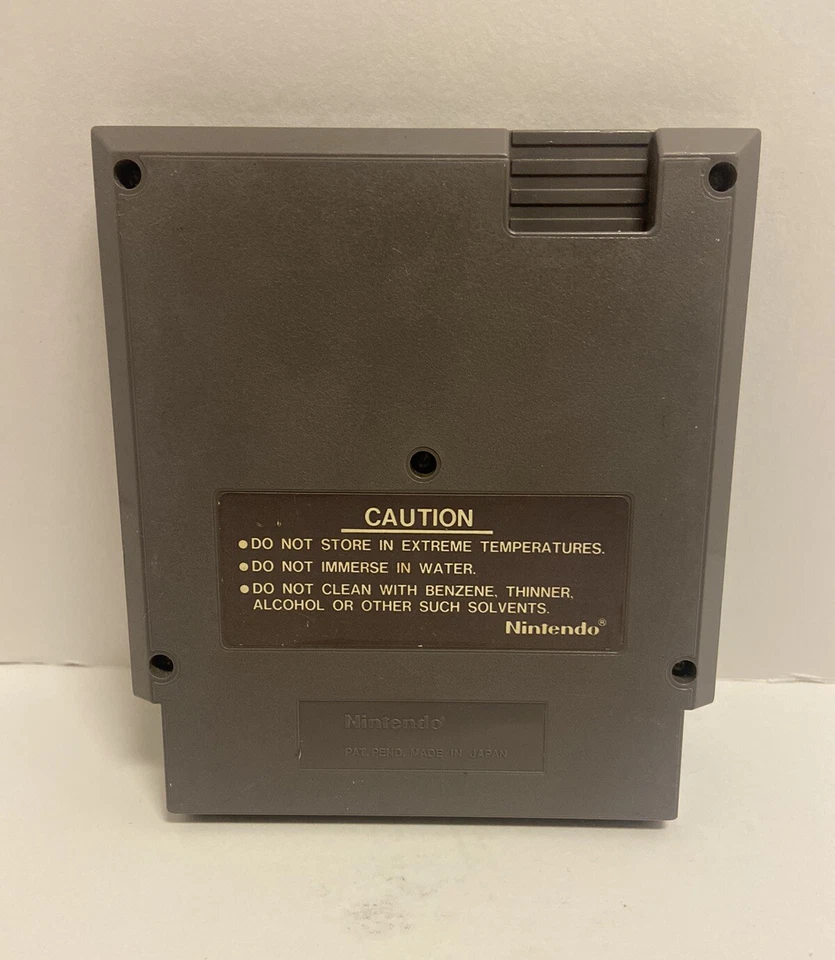 CAUTION
●DO NOT STORE IN EXTREME TEMPERATURES.
●DO NOT IMMERSE IN WATER.
●DO NOT CLEAN WITH BENZENE, THINNER,
ALCOHOL OR OTHER SUCH SOLVENTS.
Nintendo®
Nintendo®
PAT. PEND. MADE IN JAPAN